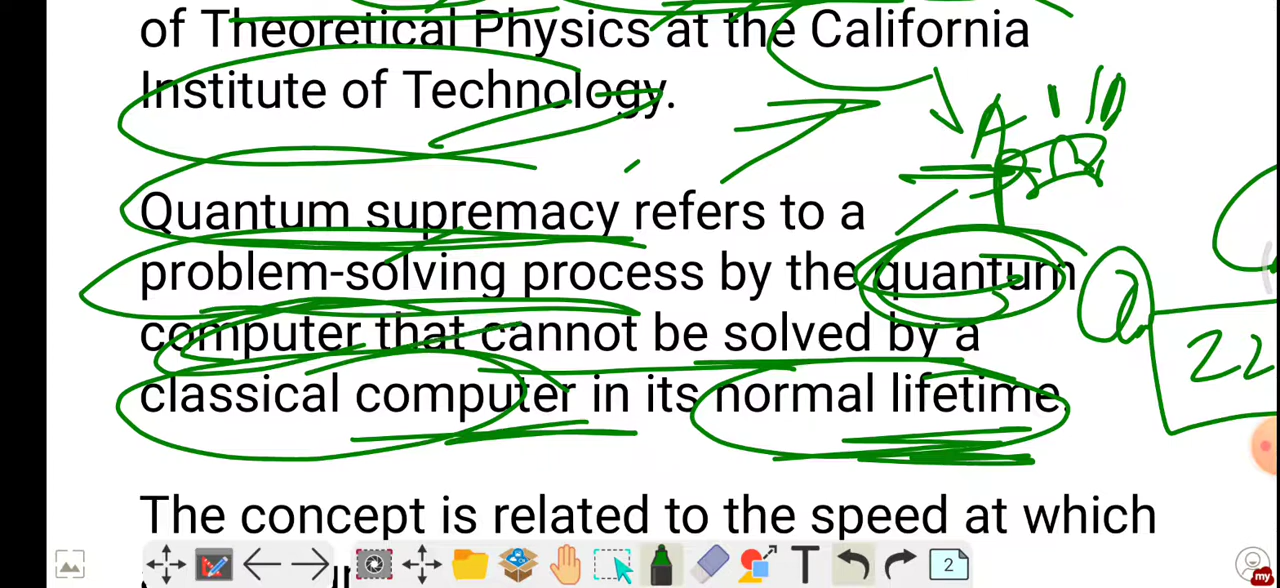 of Theoretical Physics at the California
Institute of Technology.
Quantum supremacy refers to a
problem-solving process by the quantum
computer that cannot be solved by a
classical computer in its normal lifetime.
22
The concept is related to the speed at which
T
2
my